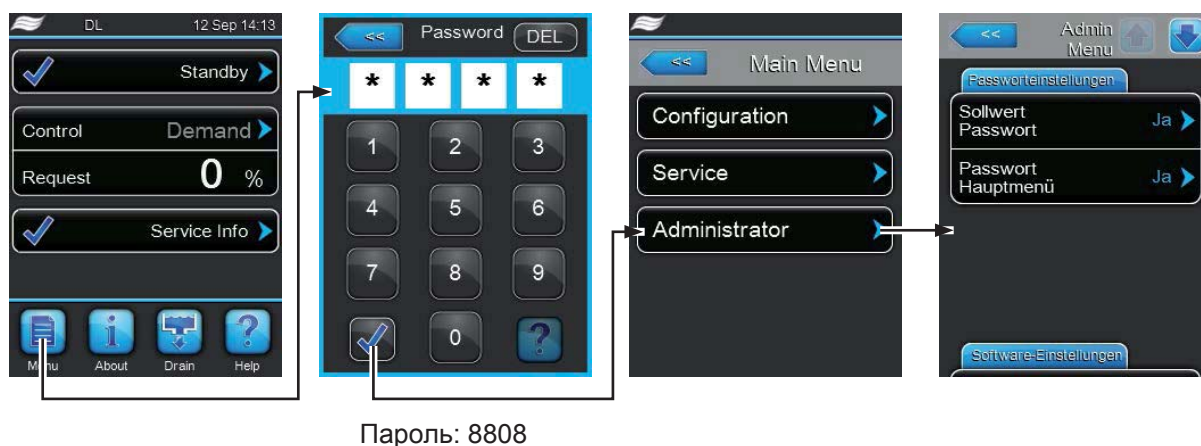 DL 12 Sep 14:13
Standby
Control Demand
Request 0 %
Service Info
Menu About Drain Help
<< Password DEL
* * * *
1 2 3
4 5 6
7 8 9
0 ?
Пароль: 8808
<< Main Menu
Configuration
Service
Administrator
<< Admin
Menu
Passworteinstellungen
Sollwert
Passwort Ja
Passwort
Hauptmenü Ja
Software-Einstellungen